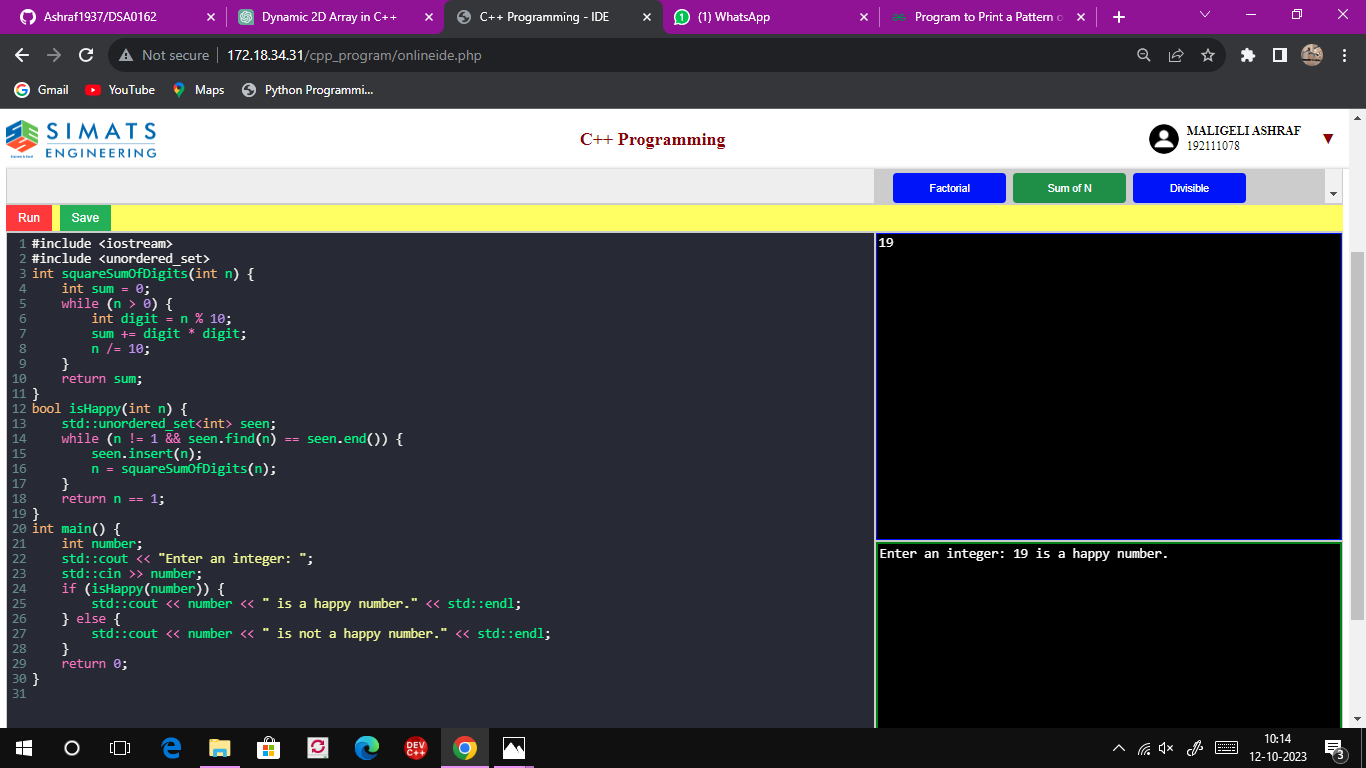 Ashraf1937/DSA0162
Dynamic 2D Array in C++
C++ Programming - IDE
(1) WhatsApp
Program to Print a Pattern o
Not secure
172.18.34.31/cpp_program/onlineide.php
Gmail
YouTube
Maps
Python Programmi...
SIMATS
ENGINEERING
C++ Programming
MALIGELI ASHRAF
192111078
Factorial
Sum of N
Divisible
Run
Save
1 #include <iostream>
2 #include <unordered_set>
3 int squareSumOfDigits(int n) {
4     int sum = 0;
5     while (n > 0) {
6         int digit = n % 10;
7         sum += digit * digit;
8         n /= 10;
9     }
10     return sum;
11 }
12 bool isHappy(int n) {
13     std::unordered_set<int> seen;
14     while (n != 1 && seen.find(n) == seen.end()) {
15         seen.insert(n);
16         n = squareSumOfDigits(n);
17     }
18     return n == 1;
19 }
20 int main() {
21     int number;
22     std::cout << "Enter an integer: ";
23     std::cin >> number;
24     if (isHappy(number)) {
25         std::cout << number << " is a happy number." << std::endl;
26     } else {
27         std::cout << number << " is not a happy number." << std::endl;
28     }
29     return 0;
30 }
31
19
Enter an integer: 19 is a happy number.
DEV
C++
10:14
12-10-2023
3